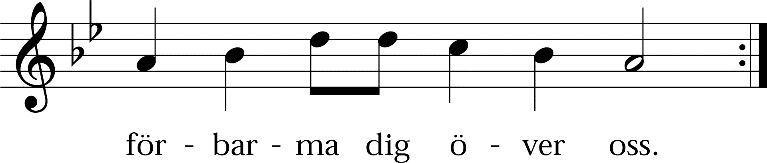 för - bar - ma dig ö - ver oss.